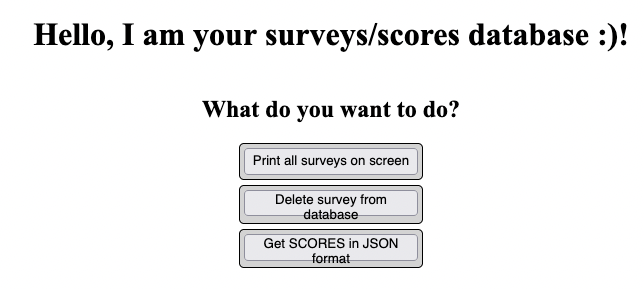 Hello, I am your surveys/scores database :)!
What do you want to do?
Print all surveys on screen
Delete survey from
database
Get SCORES in JSON
format